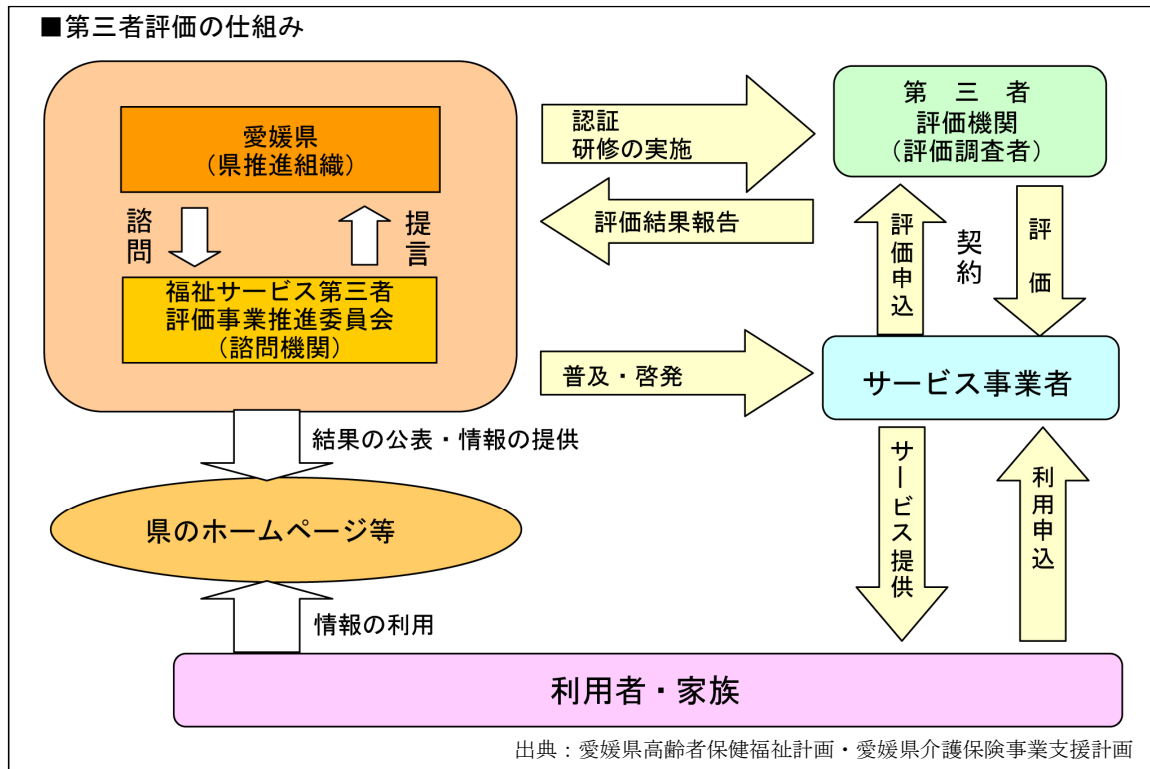 ■第三者評価の仕組み
愛媛県
（県推進組織）
諮問
提言
福祉サービス第三者
評価事業推進委員会
（諮問機関）
認証
研修の実施
評価結果報告
第　三　者
評価機関
（評価調査者）
評価申込
契約
評　価
普及・啓発
サービス事業者
結果の公表・情報の提供
県のホームページ等
サービス提供
利用申込
情報の利用
利用者・家族
出典：愛媛県高齢者保健福祉計画・愛媛県介護保険事業支援計画